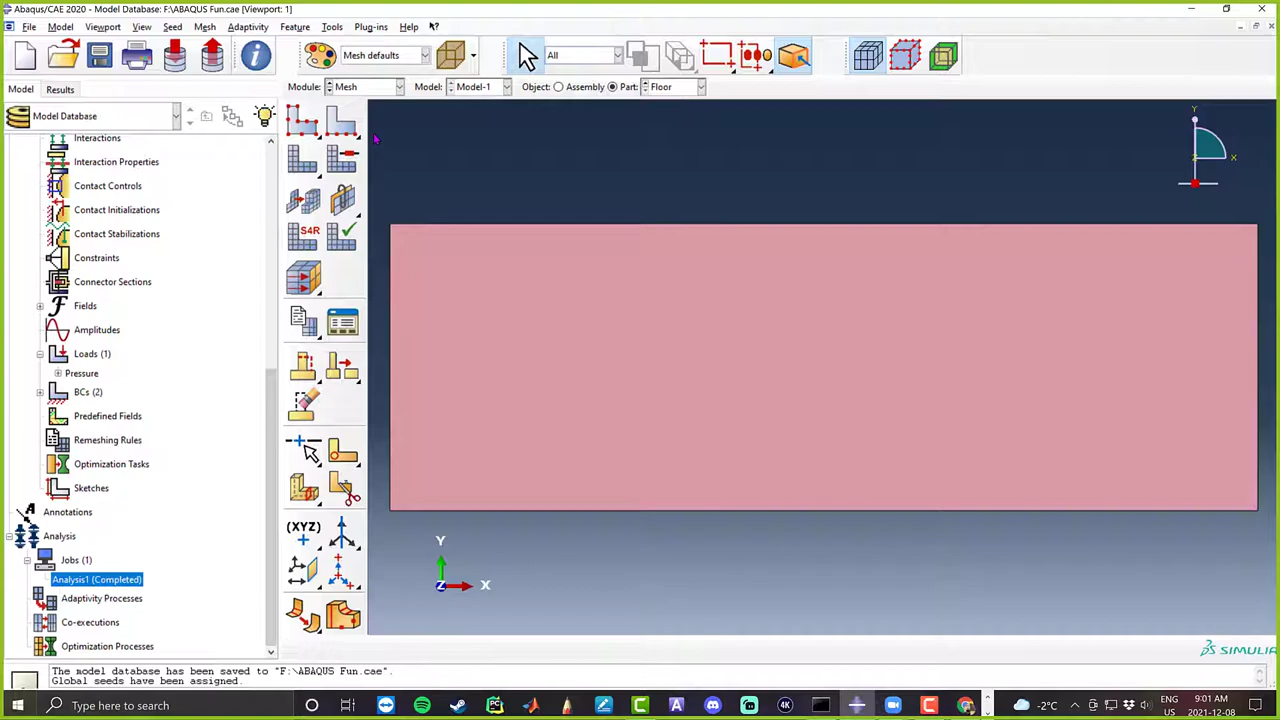 Abaqus/CAE 2020 - Model Database: F:\ABAQUS Fun.cae [Viewport: 1]
File Model Viewport View Seed Mesh Adaptivity Feature Tools Plug-ins Help
Mesh defaults All
Model Results Module: Mesh Model: Model-1 Object: Assembly Part: Floor
Model Database
Interactions
Interaction Properties
Contact Controls
Contact Initializations
Contact Stabilizations
S4R
Constraints
Connector Sections
Fields
Amplitudes
Loads (1)
Pressure
BCs (2)
Predefined Fields
Remeshing Rules
Optimization Tasks
Sketches
Annotations
Analysis
Jobs (1)
Analysis1 (Completed)
Adaptivity Processes
Co-executions
Optimization Processes
(XYZ)
Y
X
Z
Y
Z
X
The model database has been saved to "F:\ABAQUS Fun.cae".
Global seeds have been assigned.
Type here to search
-2°C
ENG
US
9:01 AM
2021-12-08